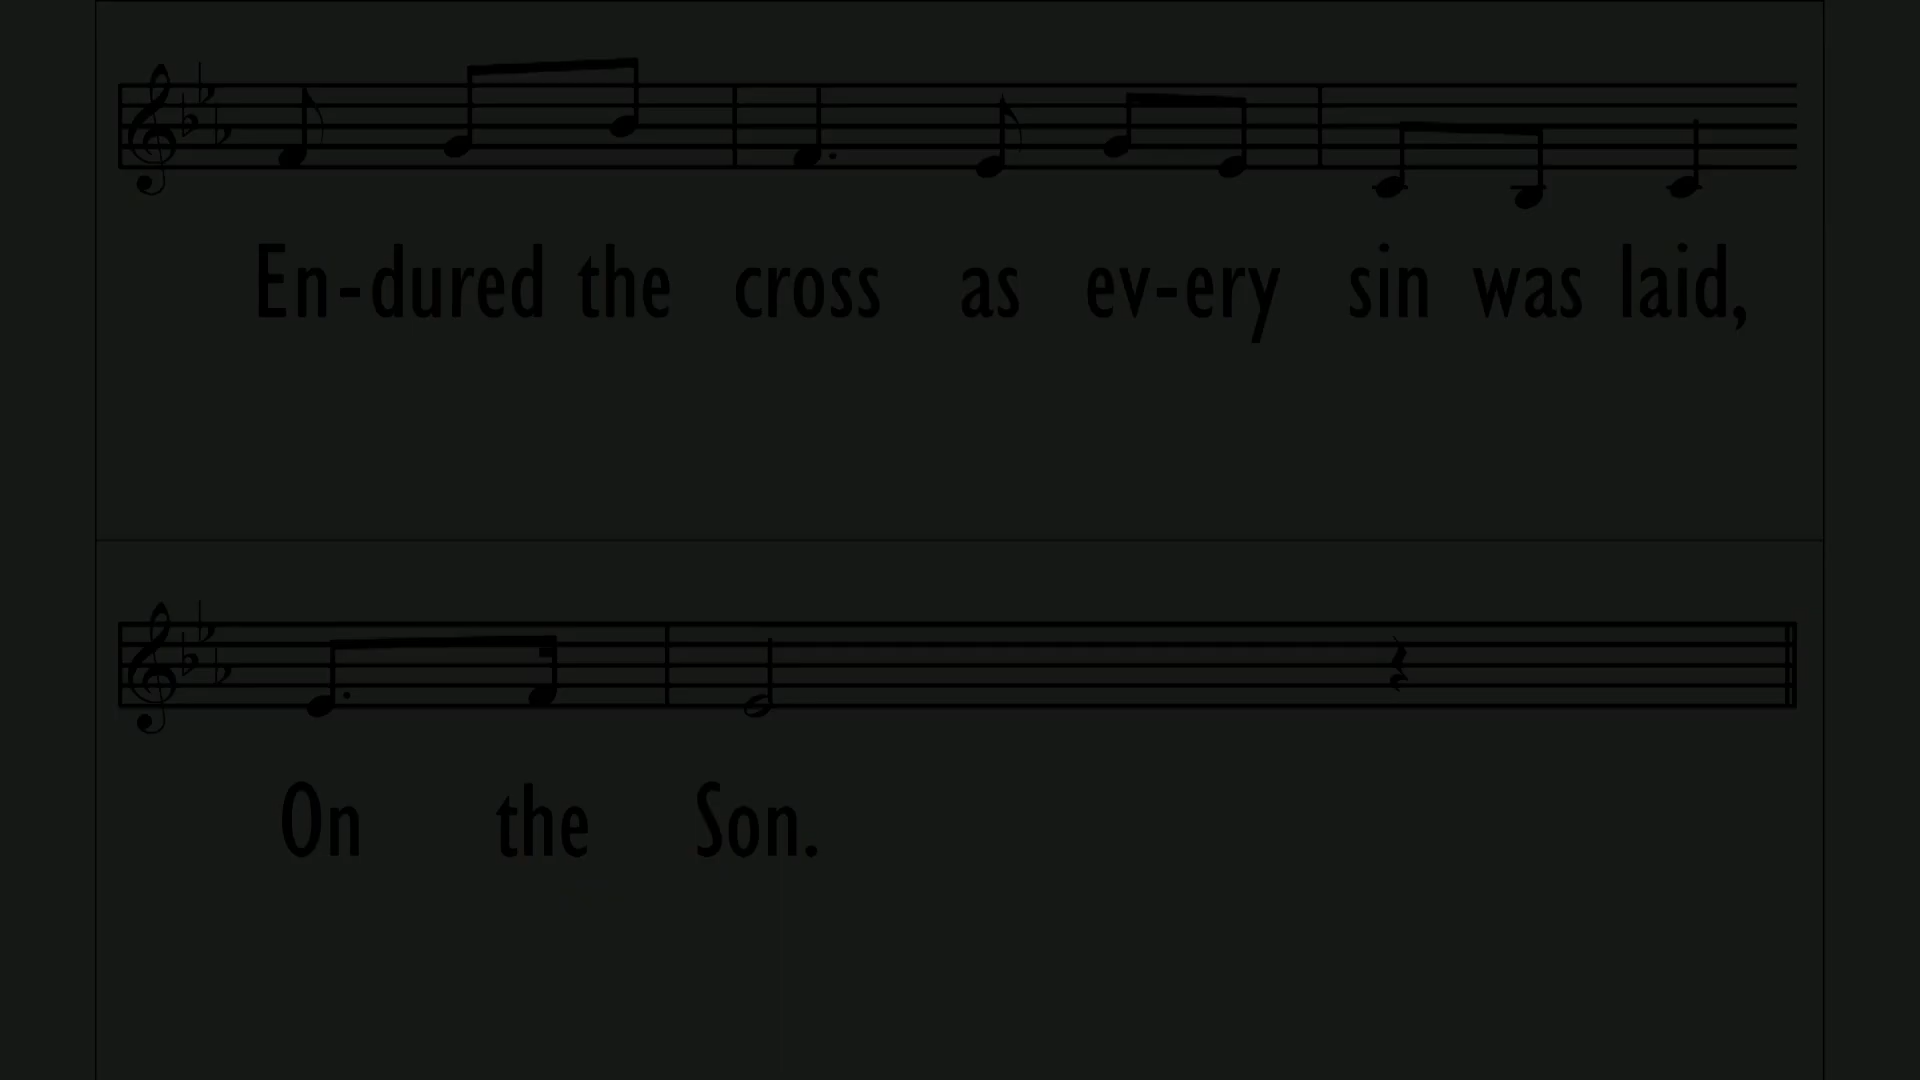 En-dured the cross as ev-ery sin was laid,
On the Son.